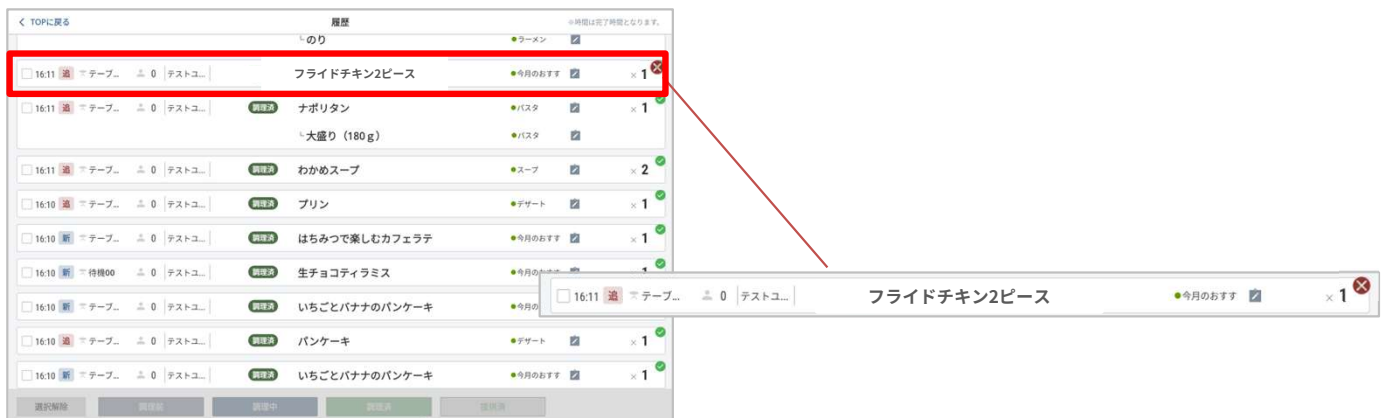 TOPに戻る 履歴 ※時間は完了時間となります。
└のり ●ラーメン
16:11 追 テーブ... 0 テストユ... フライドチキン2ピース ●今月のおすす ×1
16:11 追 テーブ... 0 テストユ... 調理済 ナポリタン ●パスタ ×1
└大盛り（180g） ●パスタ
16:11 追 テーブ... 0 テストユ... 調理済 わかめスープ ●スープ ×2
16:10 追 テーブ... 0 テストユ... 調理済 プリン ●デザート ×1
16:10 新 テーブ... 0 テストユ... 調理済 はちみつで楽しむカフェラテ ●今月のおすす ×1
16:10 新 待機00 0 テストユ... 調理済 生チョコティラミス
16:11 追 テーブ... 0 テストユ... フライドチキン2ピース ●今月のおすす ×1
16:10 新 テーブ... 0 テストユ... 調理済 いちごとバナナのパンケーキ ●今月の
16:10 追 テーブ... 0 テストユ... 調理済 パンケーキ ●デザート ×1
16:10 新 テーブ... 0 テストユ... 調理済 いちごとバナナのパンケーキ ●今月のおすす ×1
選択解除 調理前 調理中 調理済